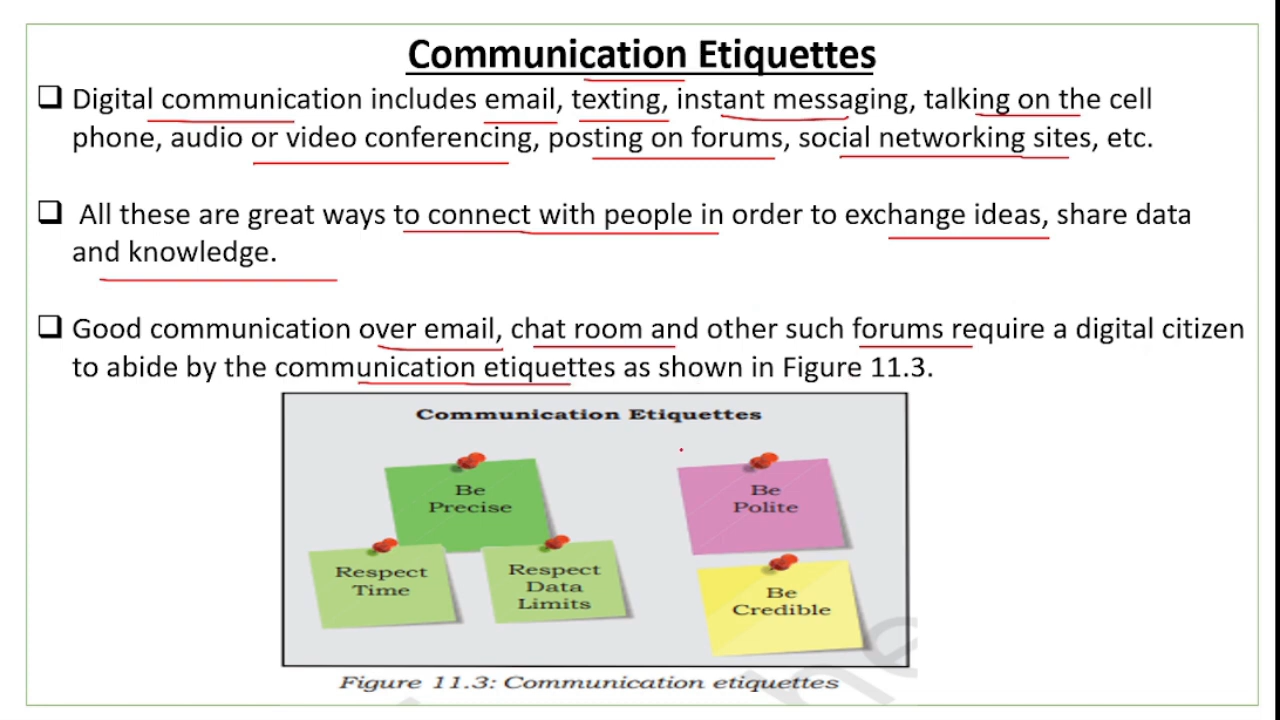 Communication Etiquettes
❑ Digital communication includes email, texting, instant messaging, talking on the cell
phone, audio or video conferencing, posting on forums, social networking sites, etc.
❑ All these are great ways to connect with people in order to exchange ideas, share data
and knowledge.
❑ Good communication over email, chat room and other such forums require a digital citizen
to abide by the communication etiquettes as shown in Figure 11.3.
Communication Etiquettes
Be
Precise
Respect
Time
Respect
Data
Limits
Be
Polite
Be
Credible
Figure 11.3: Communication etiquettes